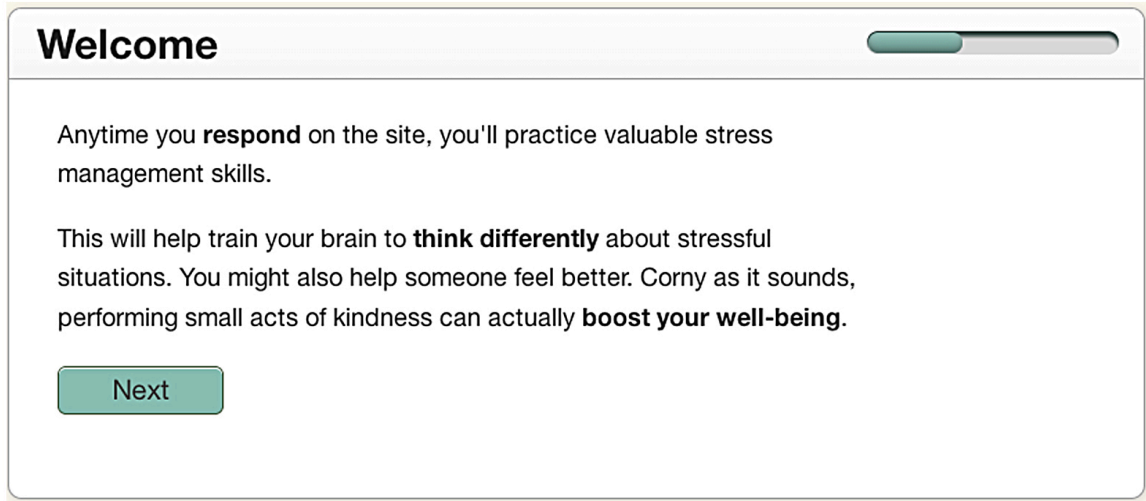 Welcome
Anytime you respond on the site, you'll practice valuable stress
management skills.
This will help train your brain to think differently about stressful
situations. You might also help someone feel better. Corny as it sounds,
performing small acts of kindness can actually boost your well-being.
Next